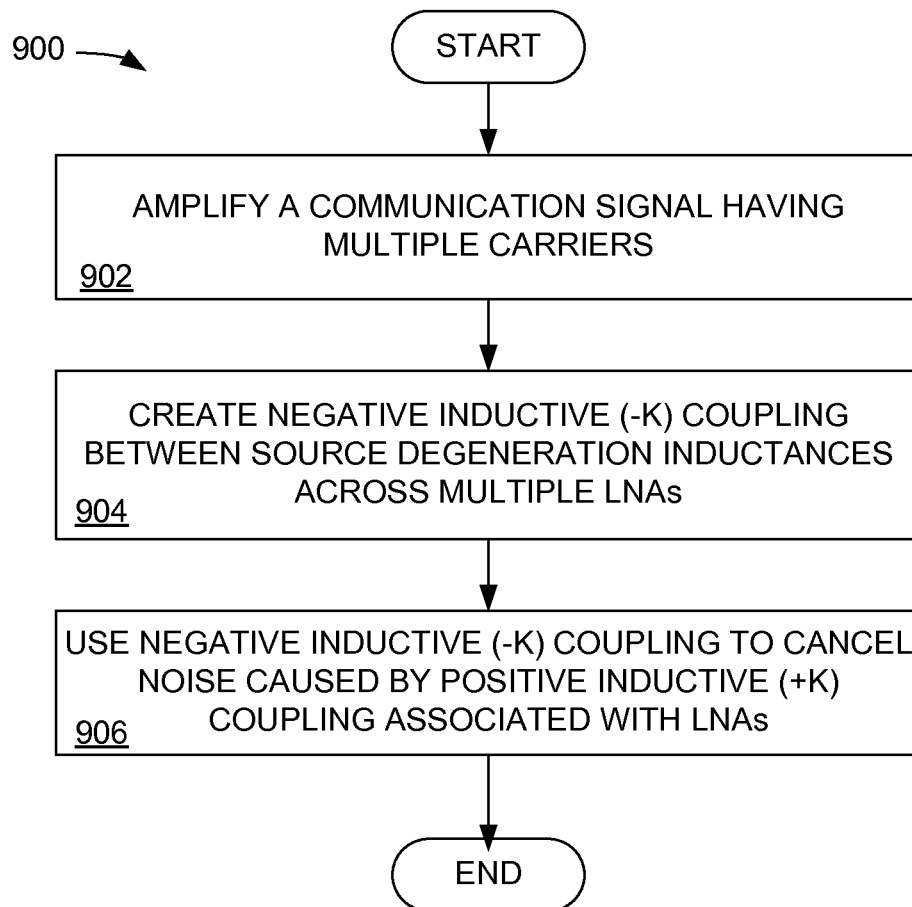 900
START
AMPLIFY A COMMUNICATION SIGNAL HAVING
MULTIPLE CARRIERS
902
CREATE NEGATIVE INDUCTIVE (-K) COUPLING
BETWEEN SOURCE DEGENERATION INDUCTANCES
ACROSS MULTIPLE LNAs
904
USE NEGATIVE INDUCTIVE (-K) COUPLING TO CANCEL
NOISE CAUSED BY POSITIVE INDUCTIVE (+K)
COUPLING ASSOCIATED WITH LNAs
906
END